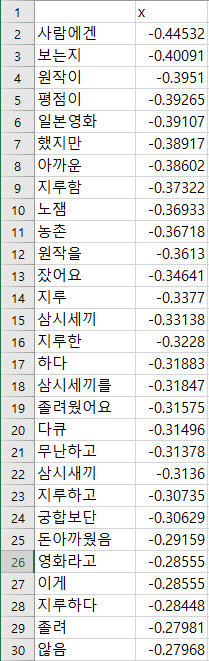 1 x
2 사람에겐 -0.44532
3 보는지 -0.40091
4 원작이 -0.3951
5 평점이 -0.39265
6 일본영화 -0.39107
7 했지만 -0.38917
8 아까운 -0.38602
9 지루함 -0.37322
10 노잼 -0.36933
11 농촌 -0.36718
12 원작을 -0.3613
13 잤어요 -0.34641
14 지루 -0.3377
15 삼시세끼 -0.33138
16 지루한 -0.3228
17 하다 -0.31883
18 삼시세끼를 -0.31847
19 졸려웠어요 -0.31575
20 다큐 -0.31496
21 무난하고 -0.31378
22 삼시새끼 -0.3136
23 지루하고 -0.30735
24 궁합보단 -0.30629
25 돈아까웠음 -0.29159
26 영화라고 -0.28555
27 이게 -0.28555
28 지루하다 -0.28448
29 졸려 -0.27981
30 않음 -0.27968